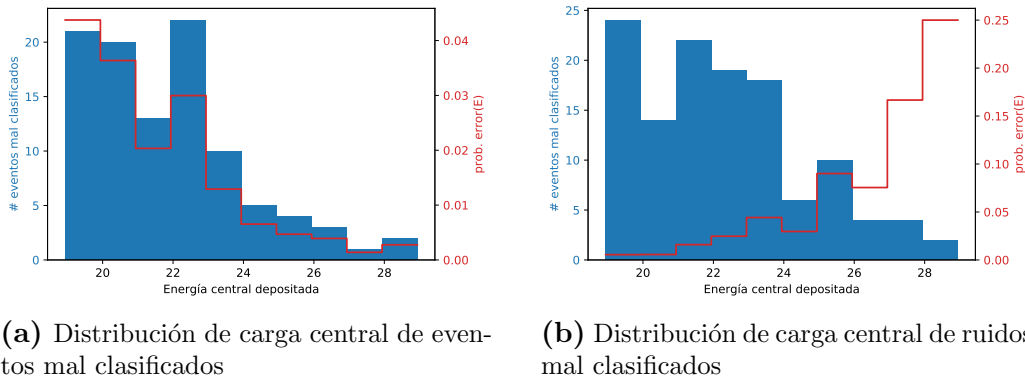 # eventos mal clasificados
20
15
10
5
0
20 22 24 26 28
Energía central depositada
0.04
0.03
0.02
0.01
0.00
prob. error(E)
# eventos mal clasificados
25
20
15
10
5
0
20 22 24 26 28
Energía central depositada
0.25
0.20
0.15
0.10
0.05
0.00
prob. error(E)
(a) Distribución de carga central de even-
tos mal clasificados
(b) Distribución de carga central de ruidos
mal clasificados